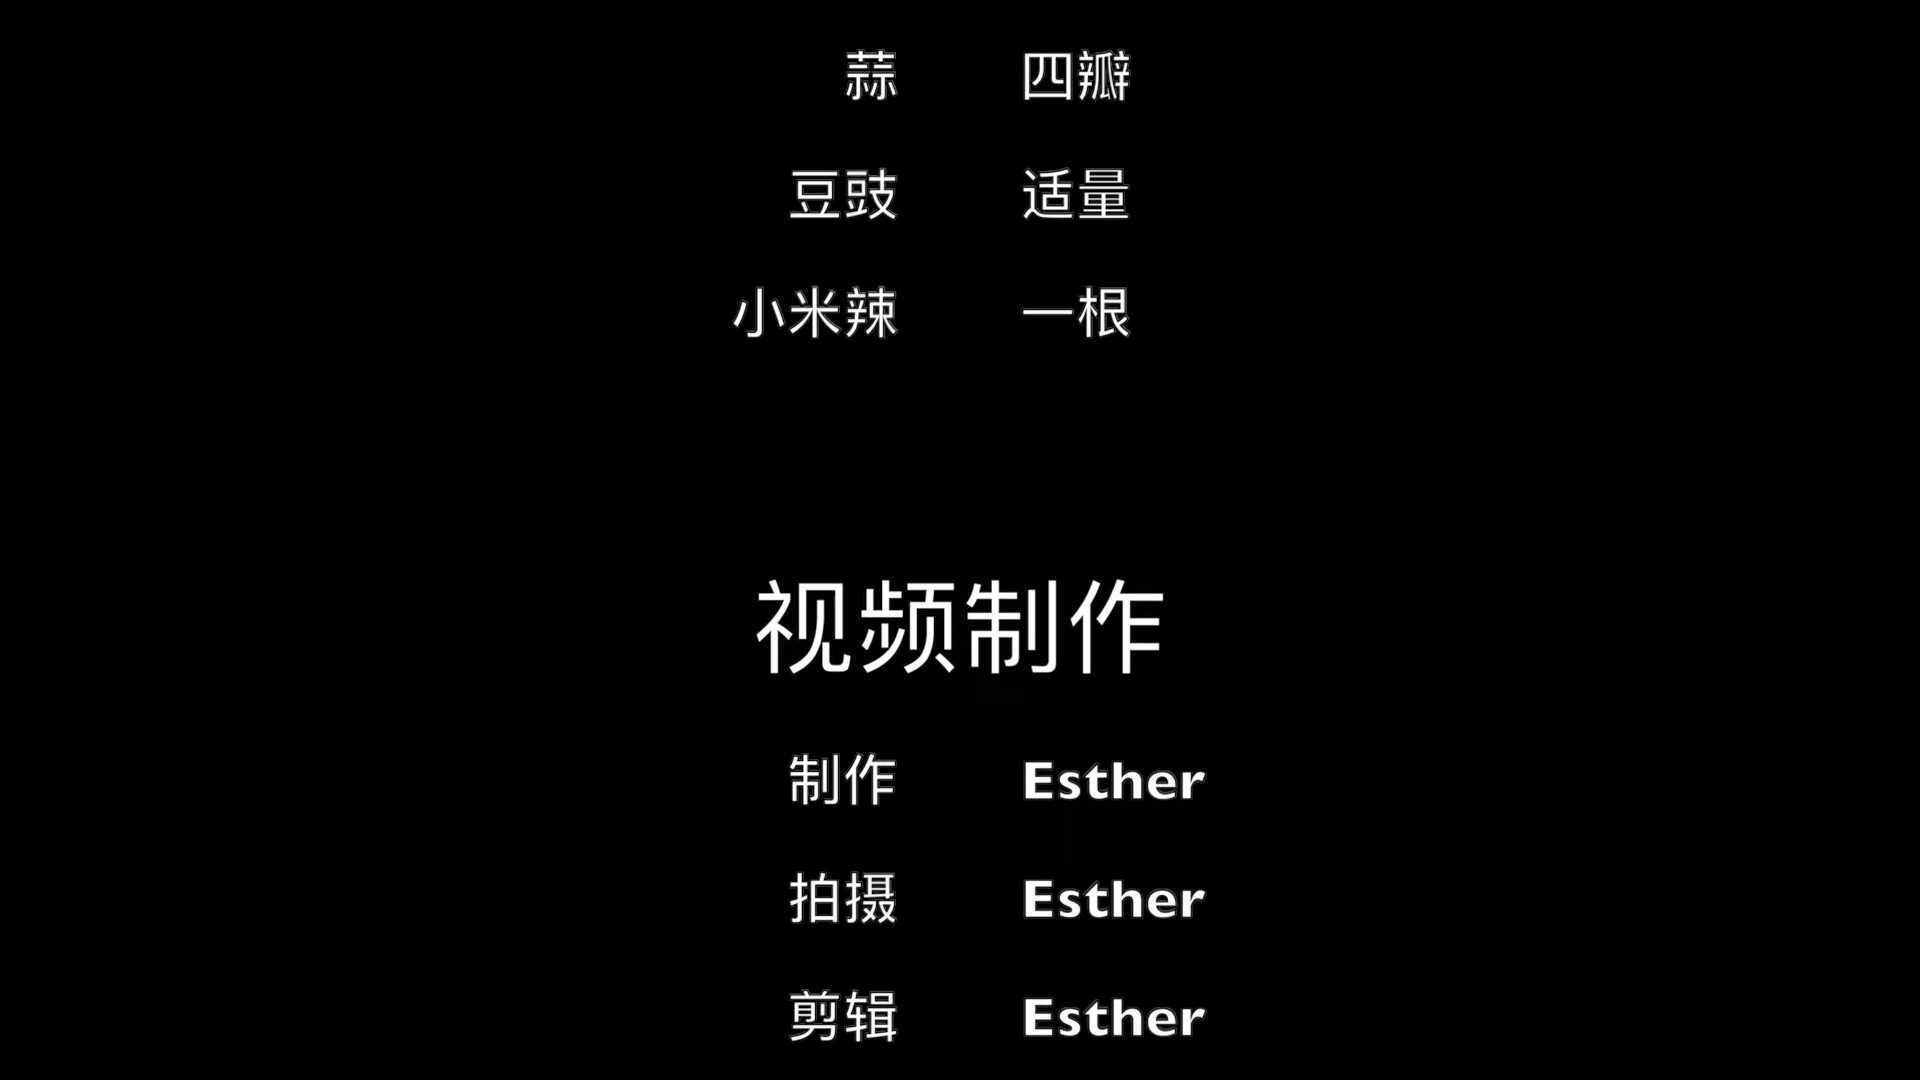 蒜 四瓣
豆豉 适量
小米辣 一根
视频制作
制作 Esther
拍摄 Esther
剪辑 Esther